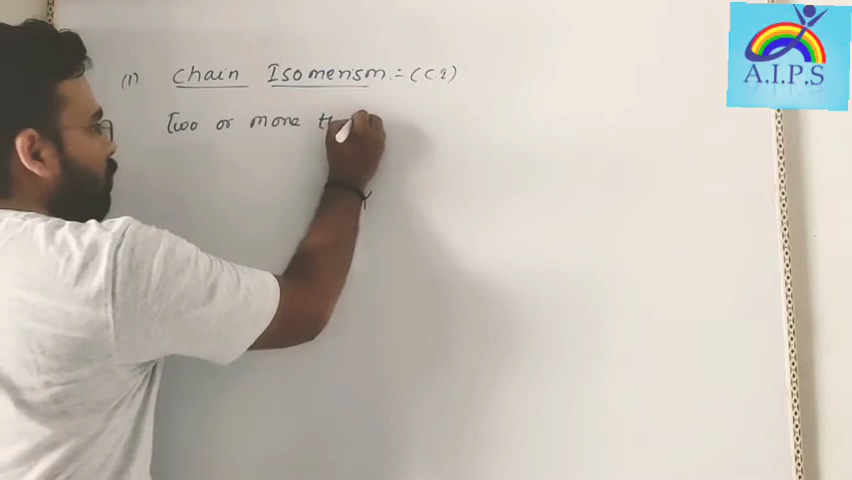 (1) Chain Isomerism :- (C.I)
Two or more
A.I.P.S